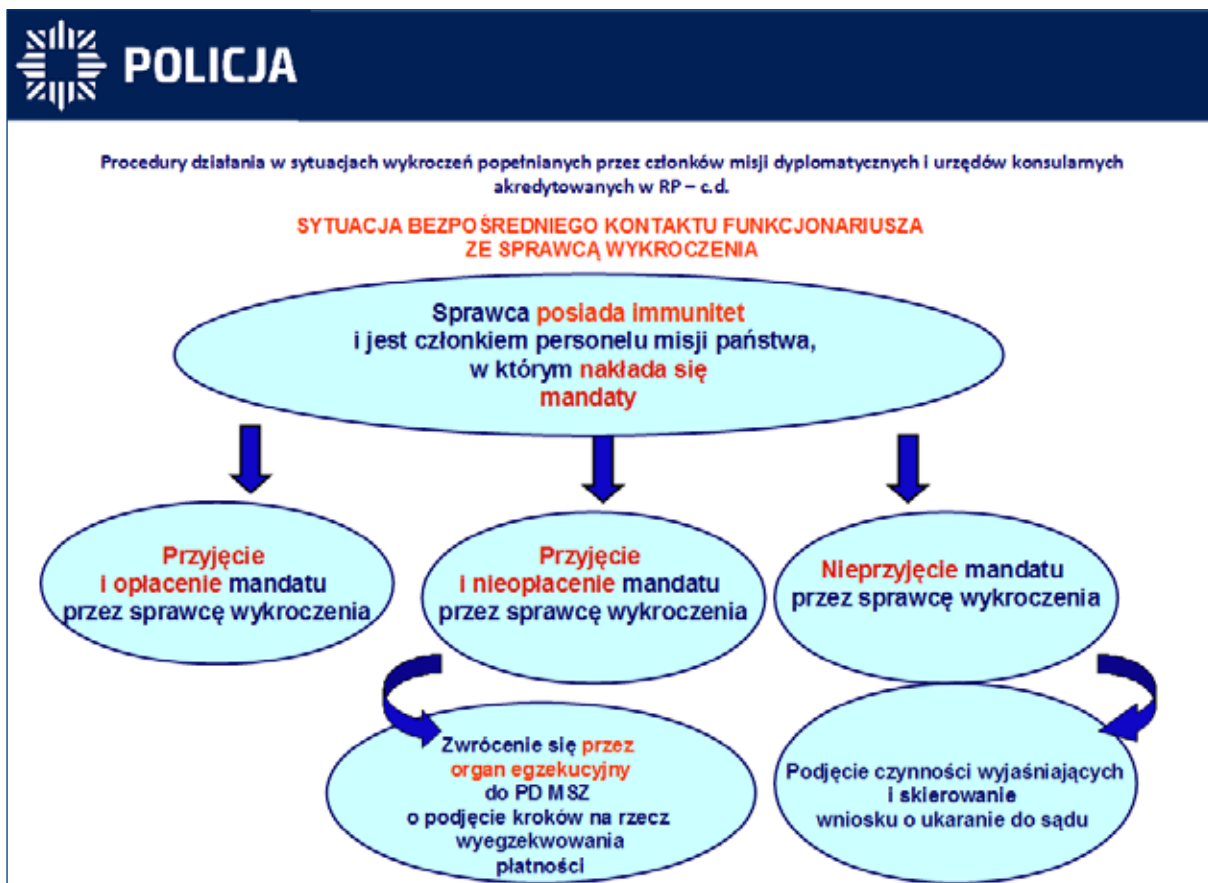 POLICJA
Procedury działania w sytuacjach wykroczeń popełnianych przez członków misji dyplomatycznych i urzędów konsularnych
akredytowanych w RP – c.d.
SYTUACJA BEZPOŚREDNIEGO KONTAKTU FUNKCJONARIUSZA
ZE SPRAWCĄ WYKROCZENIA
Sprawca posiada immunitet
i jest członkiem personelu misji państwa,
w którym nakłada się
mandaty
Przyjęcie
i opłacenie mandatu
przez sprawcę wykroczenia
Przyjęcie
i nieopłacenie mandatu
przez sprawcę wykroczenia
Nieprzyjęcie mandatu
przez sprawcę wykroczenia
Zwrócenie się przez
organ egzekucyjny
do PD MSZ
o podjęcie kroków na rzecz
wyegzekwowania
płatności
Podjęcie czynności wyjaśniających
i skierowanie
wniosku o ukaranie do sądu